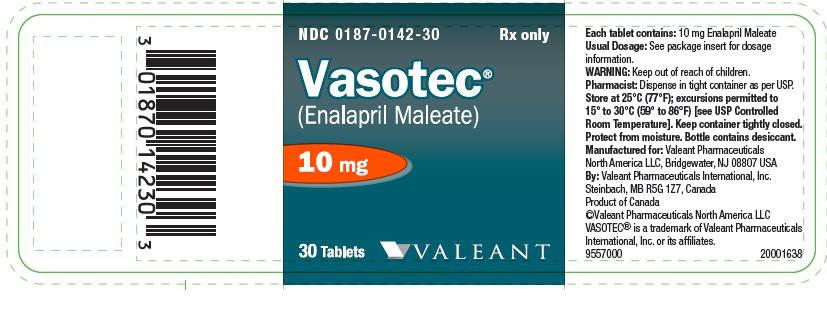 3 01870 14230 3
NDC 0187-0142-30 Rx only
Vasotec®
(Enalapril Maleate)
10 mg
30 Tablets VALEANT
Each tablet contains: 10 mg Enalapril Maleate
Usual Dosage: See package insert for dosage
information.
WARNING: Keep out of reach of children.
Pharmacist: Dispense in tight container as per USP.
Store at 25°C (77°F); excursions permitted to
15° to 30°C (59° to 86°F) [see USP Controlled
Room Temperature]. Keep container tightly closed.
Protect from moisture. Bottle contains desiccant.
Manufactured for: Valeant Pharmaceuticals
North America LLC, Bridgewater, NJ 08807 USA
By: Valeant Pharmaceuticals International, Inc.
Steinbach, MB R5G 1Z7, Canada
Product of Canada
©Valeant Pharmaceuticals North America LLC
VASOTEC® is a trademark of Valeant Pharmaceuticals
International, Inc. or its affiliates.
9557000 20001638